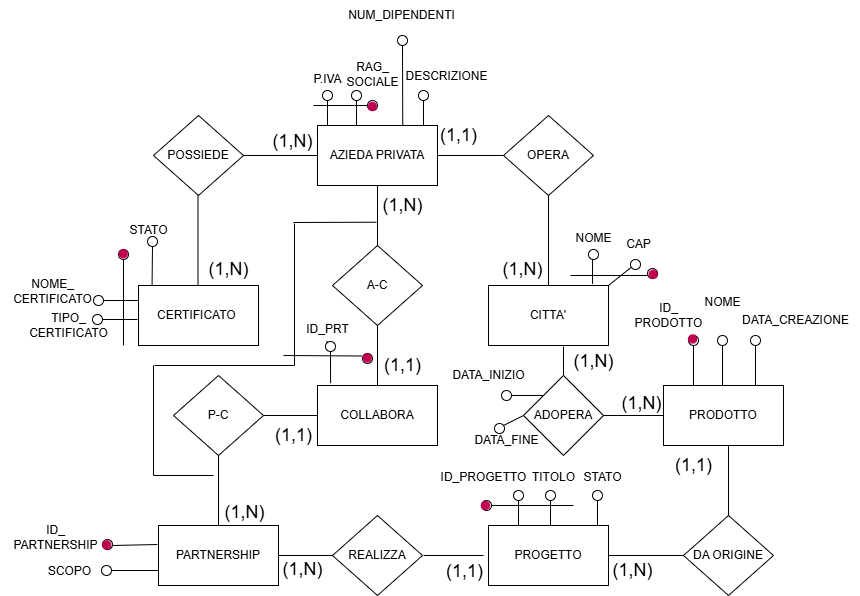 NUM_DIPENDENTI
RAG_
SOCIALE
P.IVA
DESCRIZIONE
(1,N)
(1,1)
POSSIEDE
AZIEDA PRIVATA
OPERA
(1,N)
STATO
NOME
CAP
(1,N)
(1,N)
NOME_
CERTIFICATO
TIPO_
CERTIFICATO
CERTIFICATO
A-C
CITTA'
ID_
PRODOTTO
NOME
DATA_CREAZIONE
ID_PRT
(1,1)
(1,N)
DATA_INIZIO
(1,N)
P-C
COLLABORA
ADOPERA
PRODOTTO
(1,1)
DATA_FINE
(1,1)
ID_PROGETTO
TITOLO
STATO
(1,N)
ID_
PARTNERSHIP
SCOPO
PARTNERSHIP
REALIZZA
PROGETTO
DA ORIGINE
(1,N)
(1,1)
(1,N)